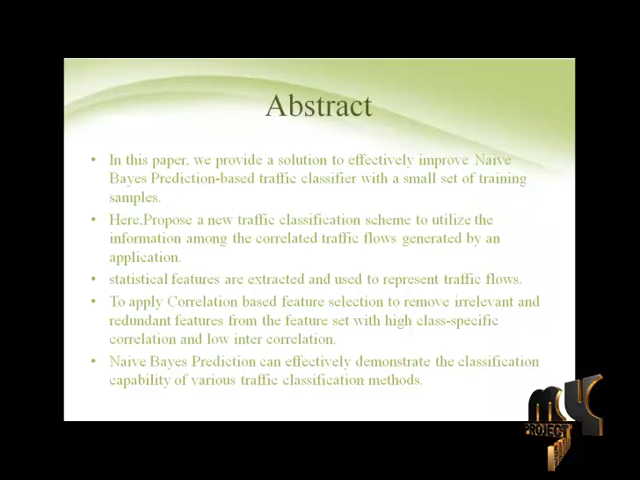 Abstract
• In this paper, we provide a solution to effectively improve Naive
Bayes Prediction-based traffic classifier with a small set of training
samples.
• Here,Propose a new traffic classification scheme to utilize the
information among the correlated traffic flows generated by an
application.
• statistical features are extracted and used to represent traffic flows.
• To apply Correlation based feature selection to remove irrelevant and
redundant features from the feature set with high class-specific
correlation and low inter correlation.
• Naive Bayes Prediction can effectively demonstrate the classification
capability of various traffic classification methods.
PROJECT